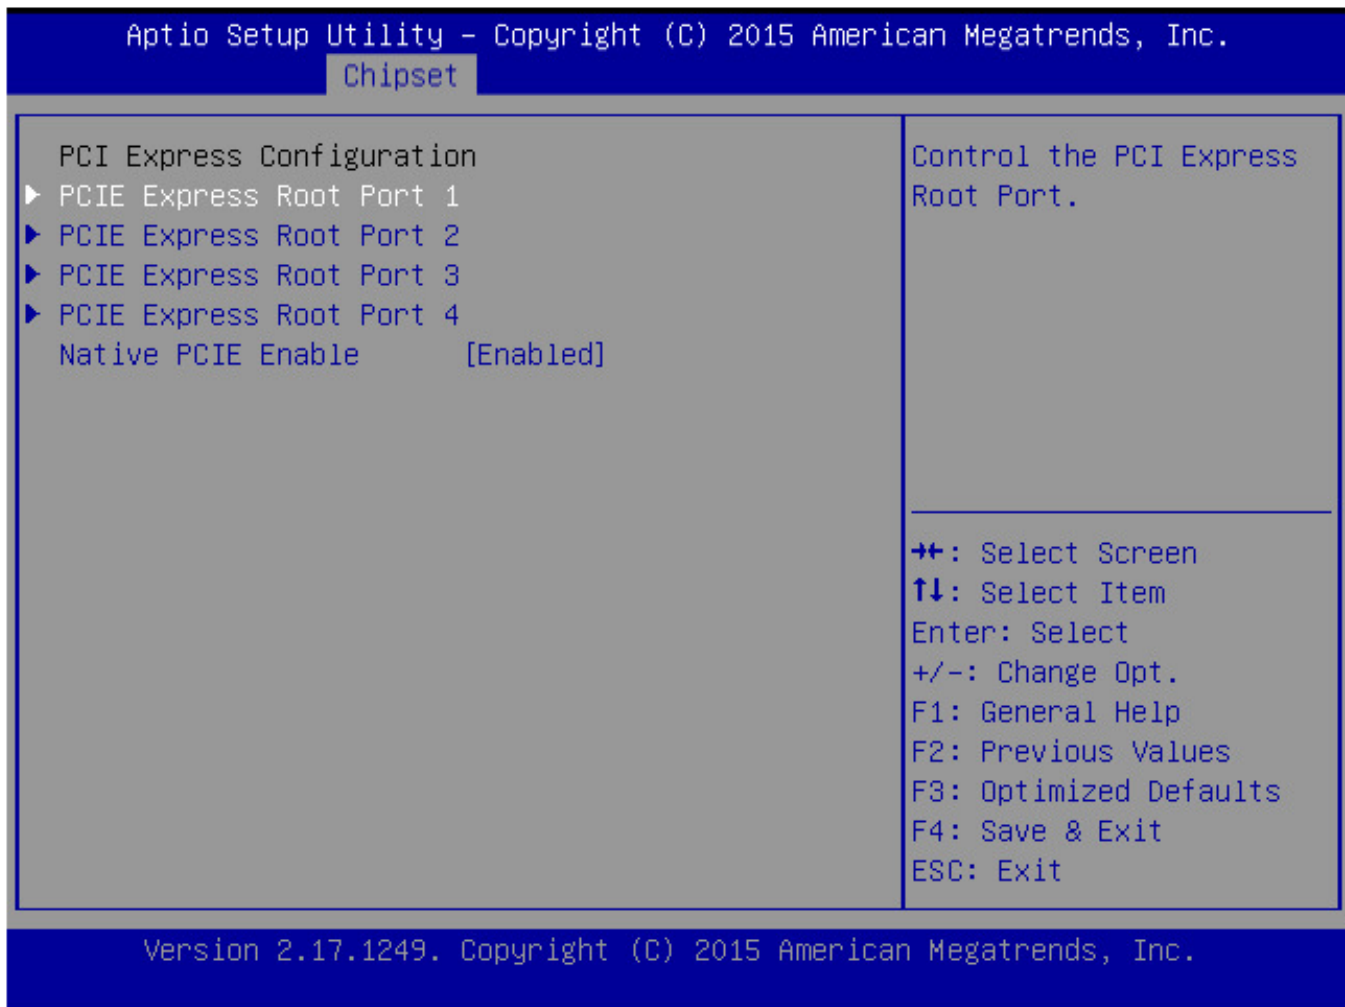 Aptio Setup Utility – Copyright (C) 2015 American Megatrends, Inc.
Chipset
PCI Express Configuration
PCIE Express Root Port 1
PCIE Express Root Port 2
PCIE Express Root Port 3
PCIE Express Root Port 4
Native PCIE Enable [Enabled]
Control the PCI Express
Root Port.
→←: Select Screen
↑↓: Select Item
Enter: Select
+/-: Change Opt.
F1: General Help
F2: Previous Values
F3: Optimized Defaults
F4: Save & Exit
ESC: Exit
Version 2.17.1249. Copyright (C) 2015 American Megatrends, Inc.